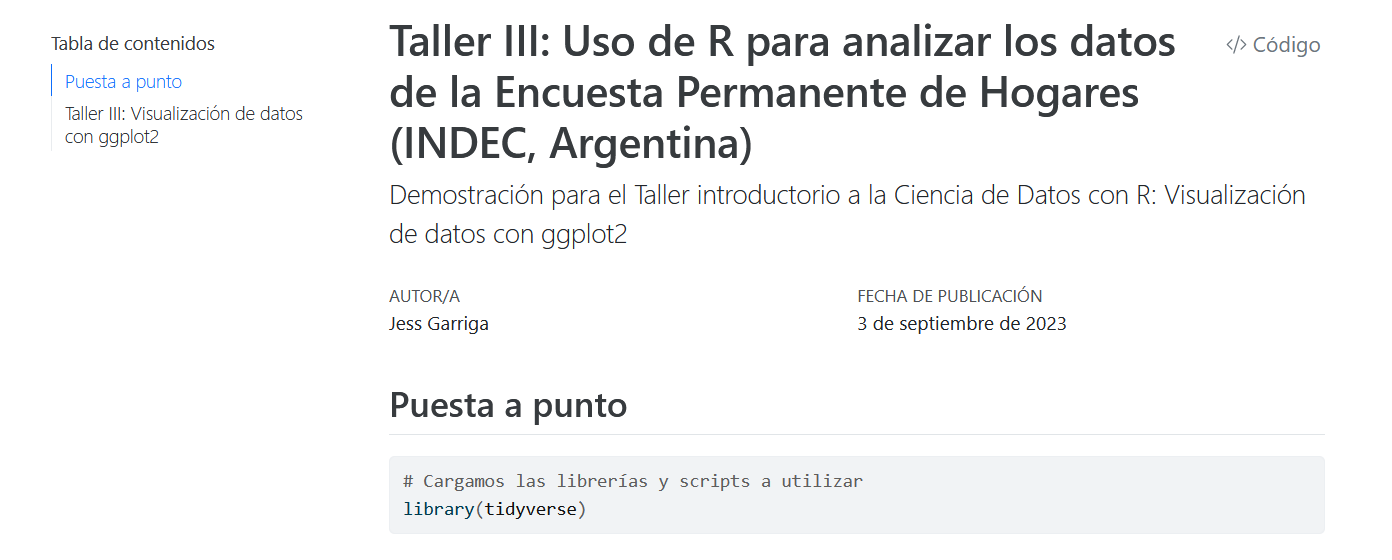 Tabla de contenidos
Puesta a punto
Taller III: Visualización de datos
con ggplot2
Taller III: Uso de R para analizar los datos
de la Encuesta Permanente de Hogares
(INDEC, Argentina)
</> Código
Demostración para el Taller introductorio a la Ciencia de Datos con R: Visualización
de datos con ggplot2
AUTOR/A
Jess Garriga
FECHA DE PUBLICACIÓN
3 de septiembre de 2023
Puesta a punto
# Cargamos las librerías y scripts a utilizar
library(tidyverse)